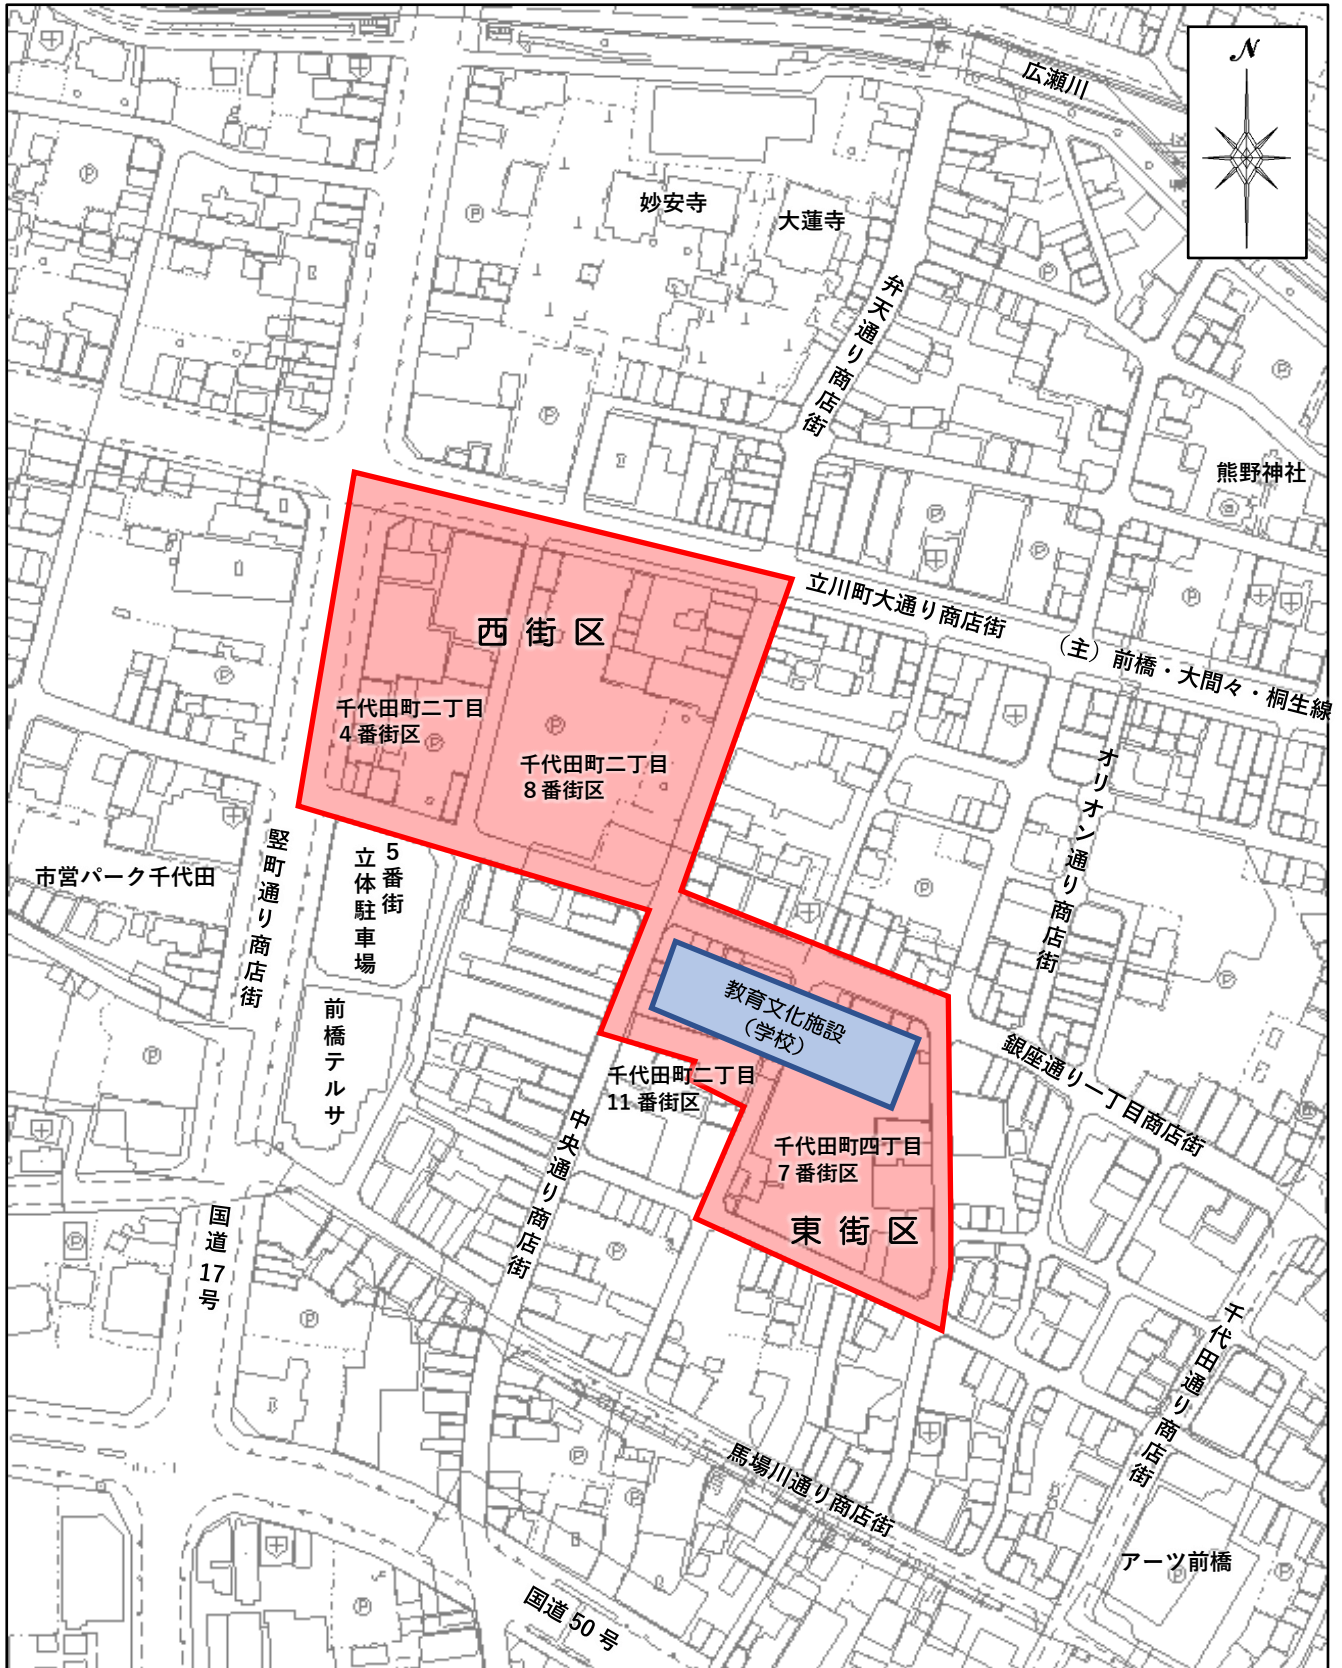 N
広瀬川
妙安寺
大蓮寺
弁天通り商店街
熊野神社
立川町大通り商店街
（主）前橋・大間々・桐生線
西街区
千代田町二丁目
4番街区
千代田町二丁目
8番街区
オリオン通り商店街
竪町通り商店街
5番街
立体駐車場
市営パーク千代田
前橋テルサ
教育文化施設
（学校）
千代田町二丁目
11番街区
銀座通り一丁目商店街
中央通り商店街
千代田町四丁目
7番街区
東街区
国道17号
千代田通り商店街
馬場川通り商店街
アーツ前橋
国道50号